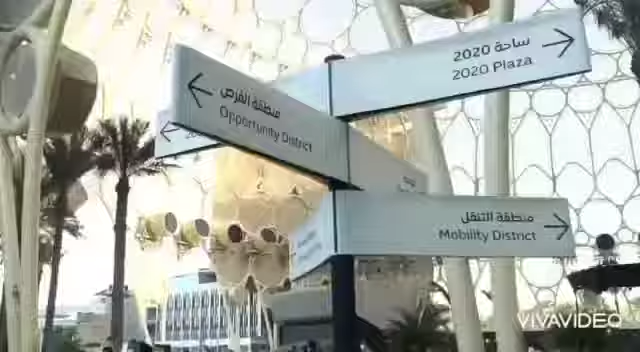 ساحة 2020
2020 Plaza
منطقة الفرص
Opportunity District
منطقة التنقل
Mobility District
VIVAVIDEO